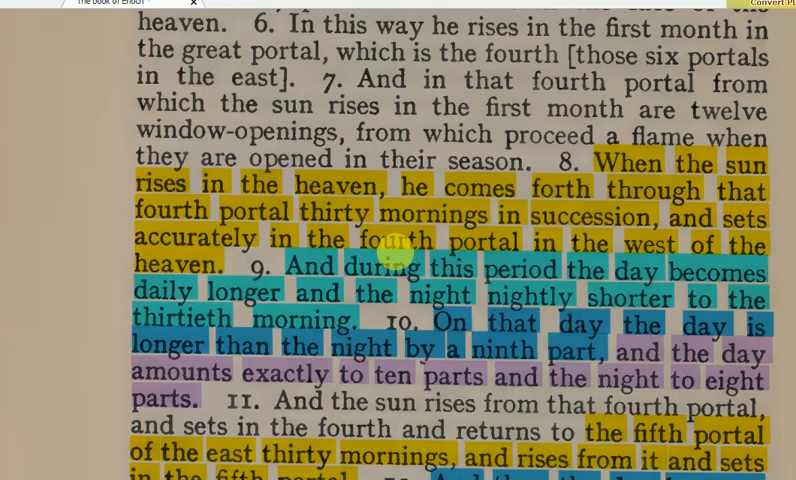 The Book of Enoch
Convert
heaven. 6. In this way he rises in the first month in
the great portal, which is the fourth [those six portals
in the east]. 7. And in that fourth portal from
which the sun rises in the first month are twelve
window-openings, from which proceed a flame when
they are opened in their season. 8. When the sun
rises in the heaven, he comes forth through that
fourth portal thirty mornings in succession, and sets
accurately in the fourth portal in the west of the
heaven. 9. And during this period the day becomes
daily longer and the night nightly shorter to the
thirtieth morning. 10. On that day the day is
longer than the night by a ninth part, and the day
amounts exactly to ten parts and the night to eight
parts. 11. And the sun rises from that fourth portal,
and sets in the fourth and returns to the fifth portal
of the east thirty mornings, and rises from it and sets
in the fifth portal.